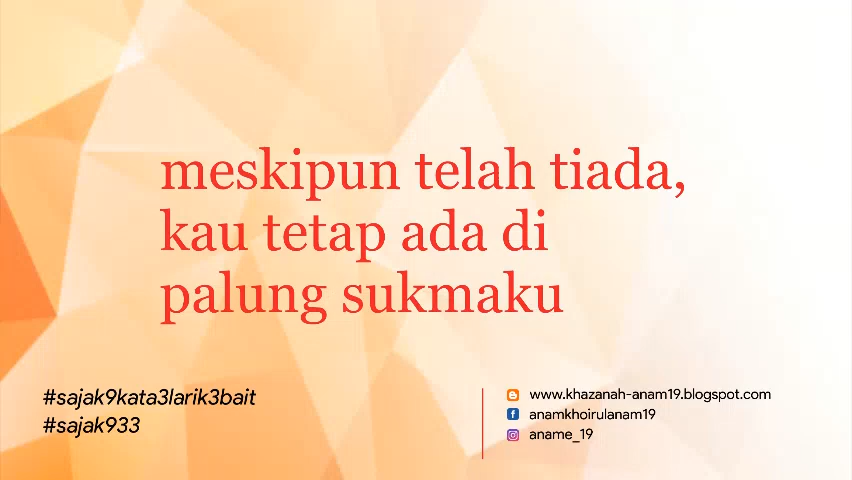 meskipun telah tiada,
kau tetap ada di
palung sukmaku
#sajak9kata3larik3bait
#sajak933
www.khazanah-anam19.blogspot.com
anamkhoirulanam19
aname_19